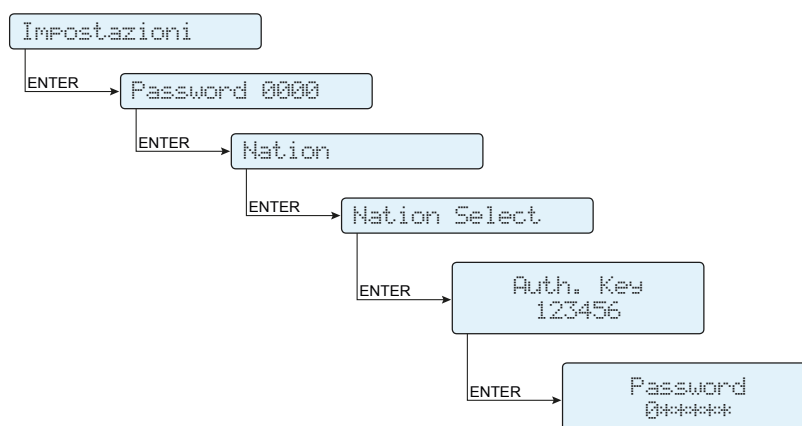 Impostazioni
ENTER
Password 0000
ENTER
Nation
ENTER
Nation Select
ENTER
Auth. Key
123456
ENTER
Password
0*****